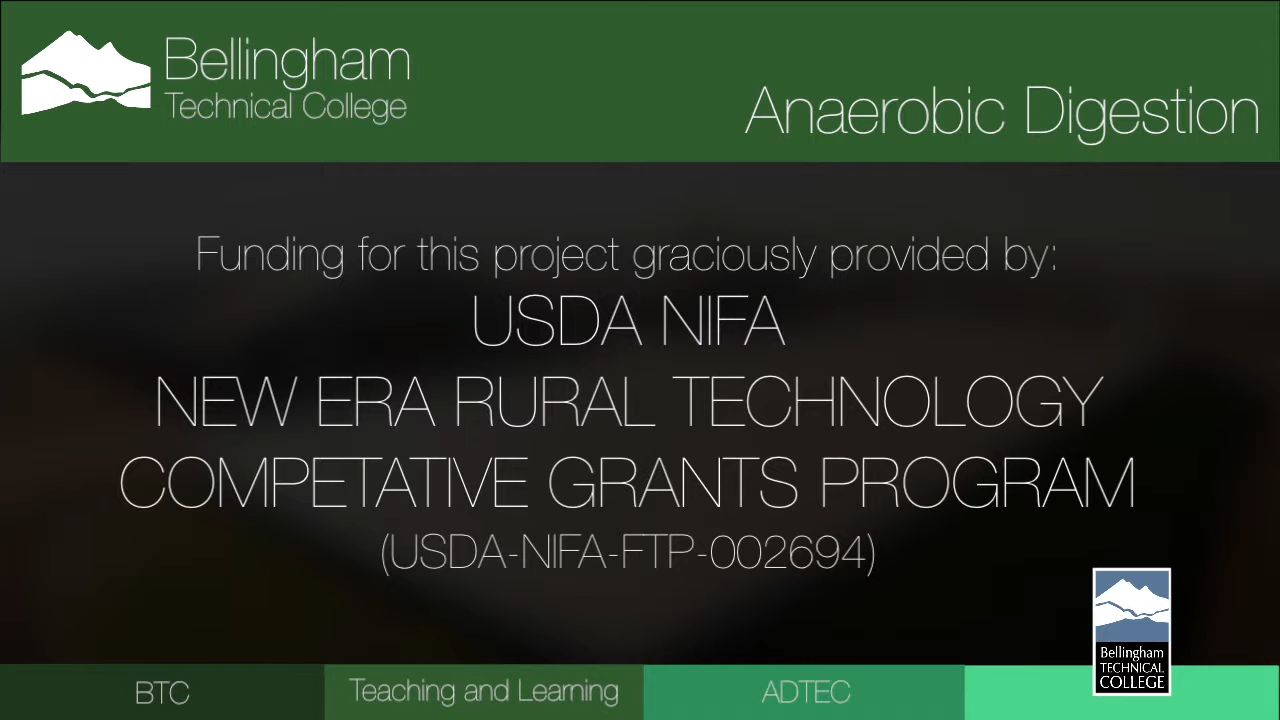 Bellingham
Technical College
Anaerobic Digestion
Funding for this project graciously provided by:
USDA NIFA
NEW ERA RURAL TECHNOLOGY
COMPETATIVE GRANTS PROGRAM
(USDA-NIFA-FTP-002694)
Bellingham
TECHNICAL
COLLEGE
BTC
Teaching and Learning
ADTEC